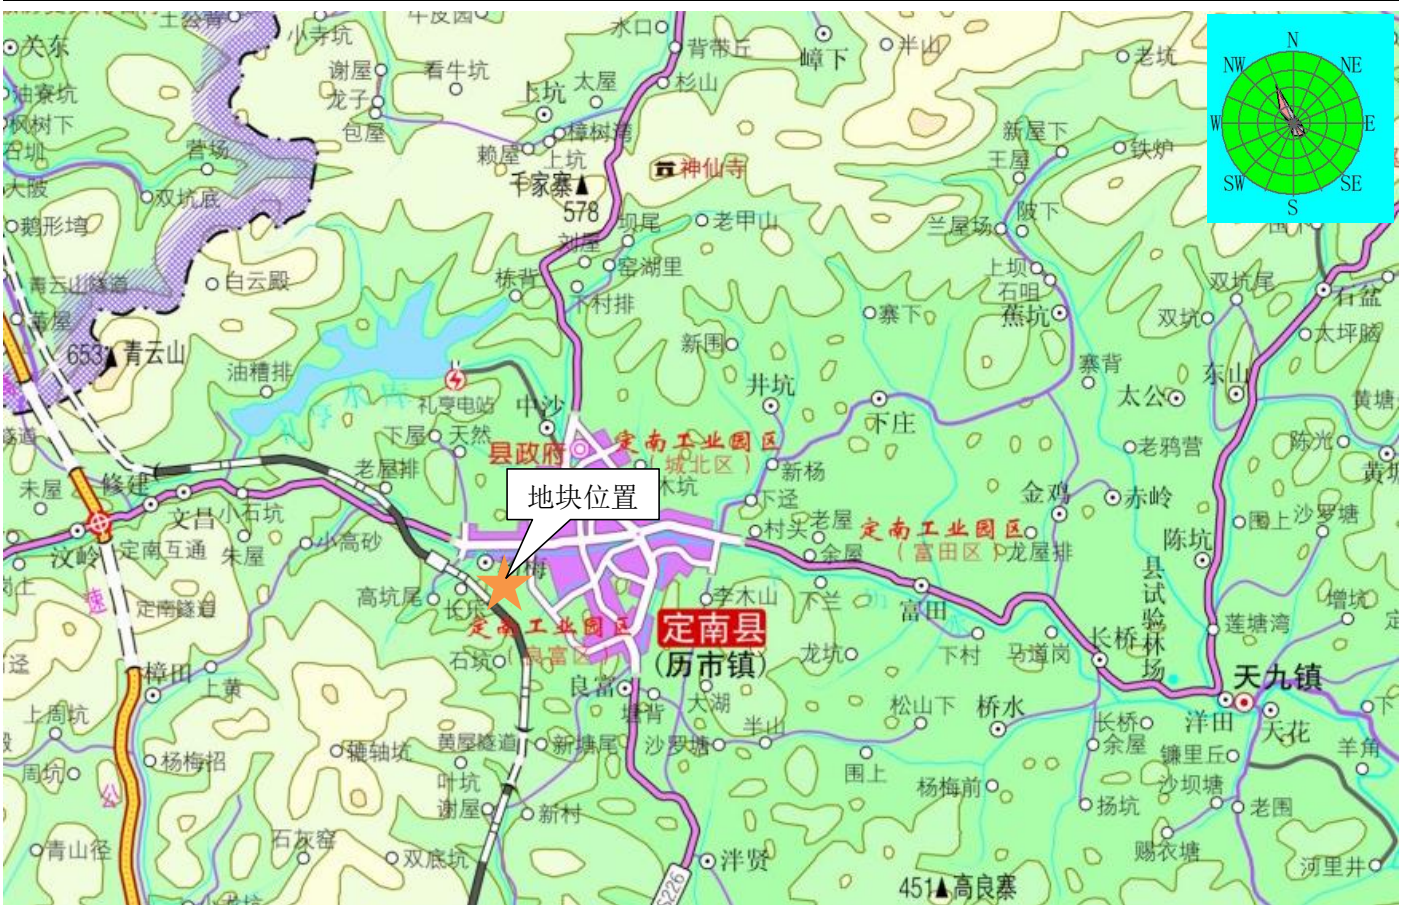 关东
小寺坑
水口
背带丘
嶂下
半山
老坑
N
NW
NE
W
E
SW
SE
S
谢屋
看牛坑
太屋
杉山
油寮坑
龙子
上坑
枫树下
包屋
樟树湾
新屋下
石圳
营场
赖屋
上坑
王屋
铁炉
大陂
双坑底
千家寨
578
神仙寺
鹅形塆
坝尾
老甲山
兰屋场
陂下
刘屋
窑湖里
青云山隧道
白云殿
栋背
下村排
上坝
石咀
双坑尾
石盆
寨下
蕉坑
双坑
太坪脑
653
青云山
新围
油糟排
寨背
东山
井坑
太公
礼亨电站
中沙
下庄
黄塘
下屋
天然
县政府
定南工业园区
(城北区)
老鸦营
陈光
老屋排
新杨
朱屋
修建
地块位置
木坑
下迳
金鸡
赤岭
文昌
小石坑
村头
老屋
定南工业园区
(富田区)
围上
沙罗塘
汶岭
定南互通
朱屋
小高砂
余屋
龙屋排
陈坑
岗上
梅
县试验林场
速
定南隧道
高坑尾
长乐
李木山
下兰
富田
增坑
定南工业园区
(良富区)
定南县
(历市镇)
莲塘湾
石坑
龙坑
下村
马道岗
长桥
樟田
上黄
良富
天九镇
上周坑
塘背
大湖
松山下
桥水
长桥
洋田
天花
黄屋隧道
新塘尾
沙罗塘
半山
余屋
羊角
周坑
杨梅招
辘轴坑
叶坑
围上
镰里丘
公
谢屋
新村
杨梅前
扬坑
沙坝塘
老围
青山径
石灰窑
双底坑
泮贤
赐衣塘
河里井
S226
451
高良寨